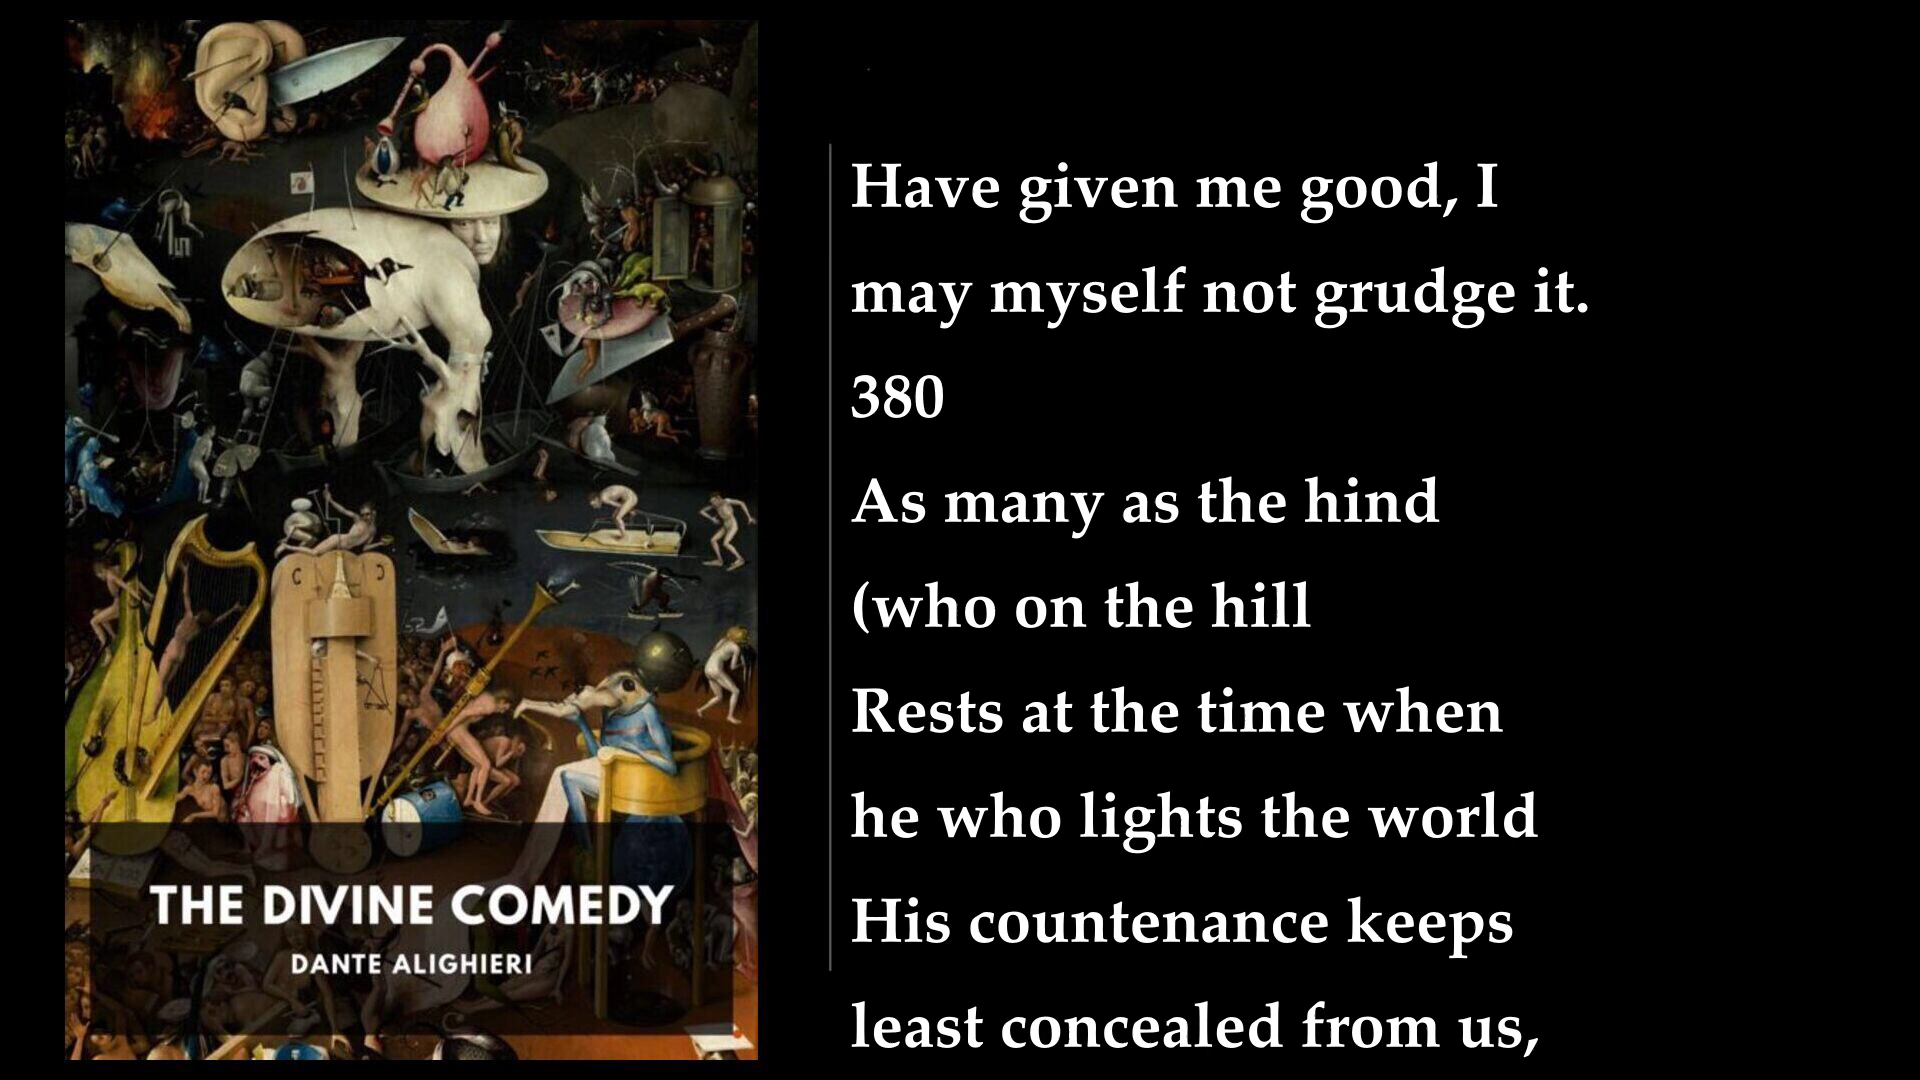 Have given me good, I
may myself not grudge it.
380
As many as the hind
(who on the hill
Rests at the time when
he who lights the world
His countenance keeps
least concealed from us,
THE DIVINE COMEDY
DANTE ALIGHIERI